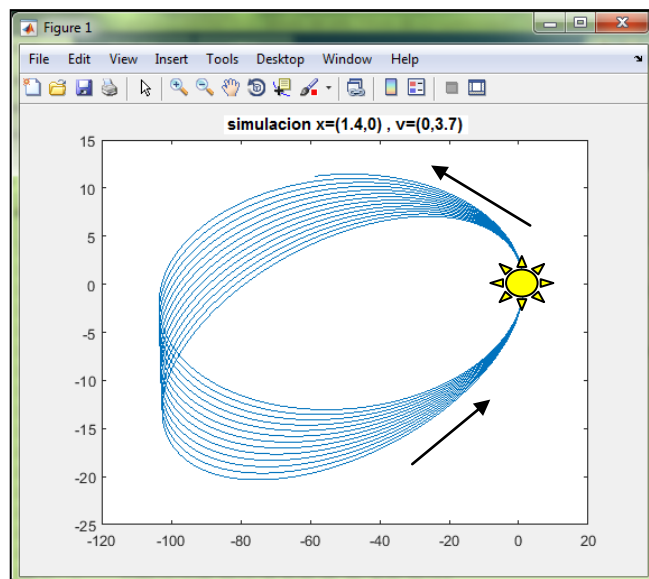 Figure 1
File Edit View Insert Tools Desktop Window Help
simulacion x=(1.4,0) , v=(0,3.7)
15
10
5
0
-5
-10
-15
-20
-25
-120 -100 -80 -60 -40 -20 0 20